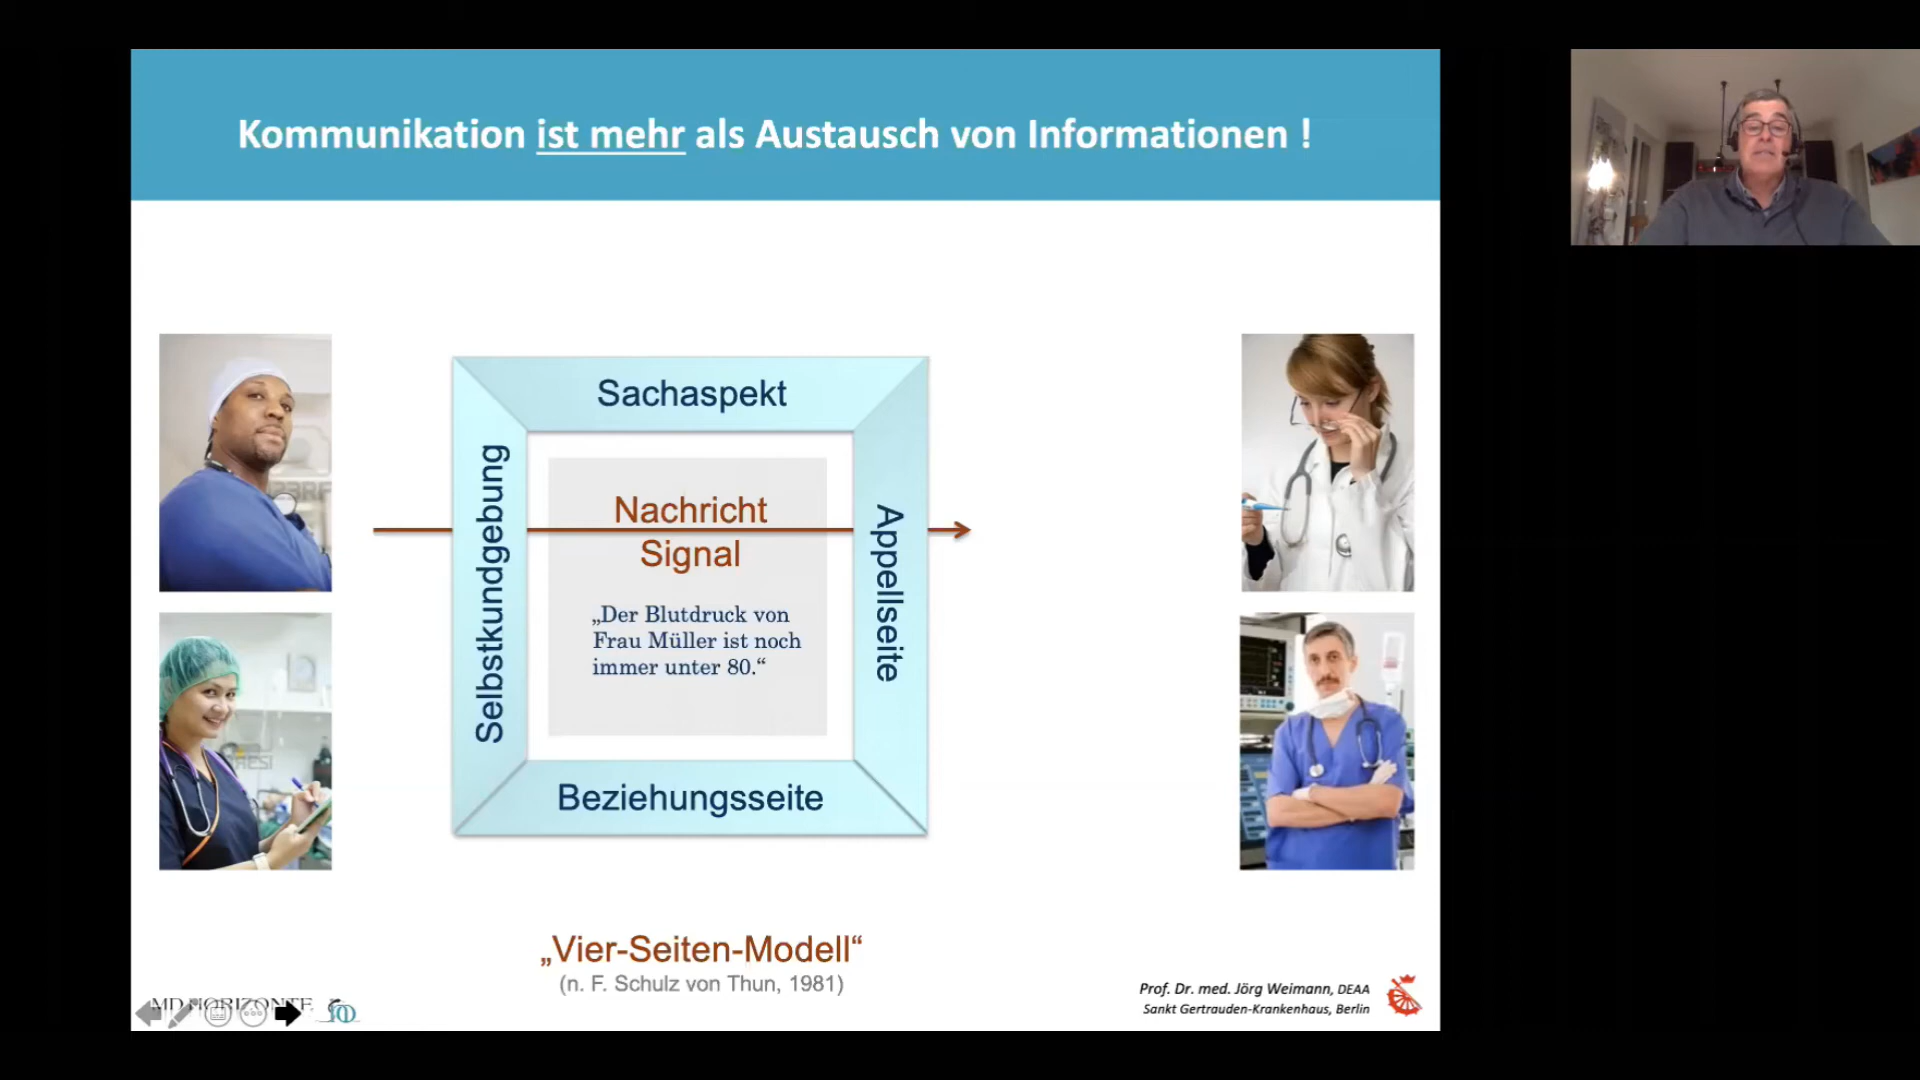 Kommunikation ist mehr als Austausch von Informationen !
Sachaspekt
Selbstkundgebung
Nachricht
Signal
„Der Blutdruck von
Frau Müller ist noch
immer unter 80.“
Appellseite
Beziehungsseite
„Vier-Seiten-Modell“
(n. F. Schulz von Thun, 1981)
MD HORIZONTE
Prof. Dr. med. Jörg Weimann, DEAA
Sankt Gertrauden-Krankenhaus, Berlin